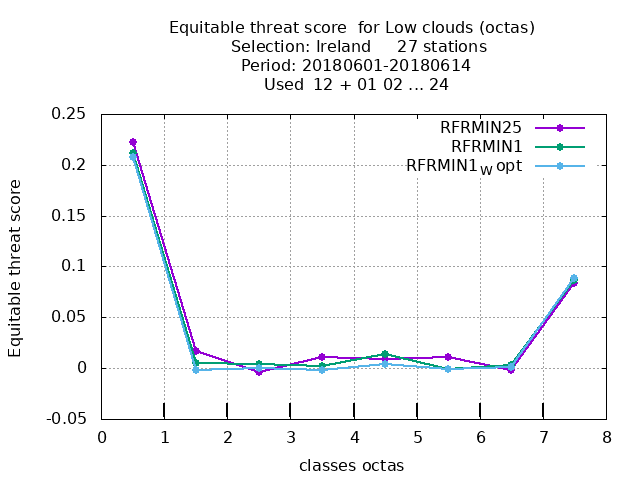 Equitable threat score for Low clouds (octas)
Selection: Ireland 27 stations
Period: 20180601-20180614
Used 12 + 01 02 ... 24
RFRMIN25
RFRMIN1
RFRMIN1W opt
0.25
0.2
0.15
0.1
0.05
0
-0.05
Equitable threat score
0 1 2 3 4 5 6 7 8
classes octas